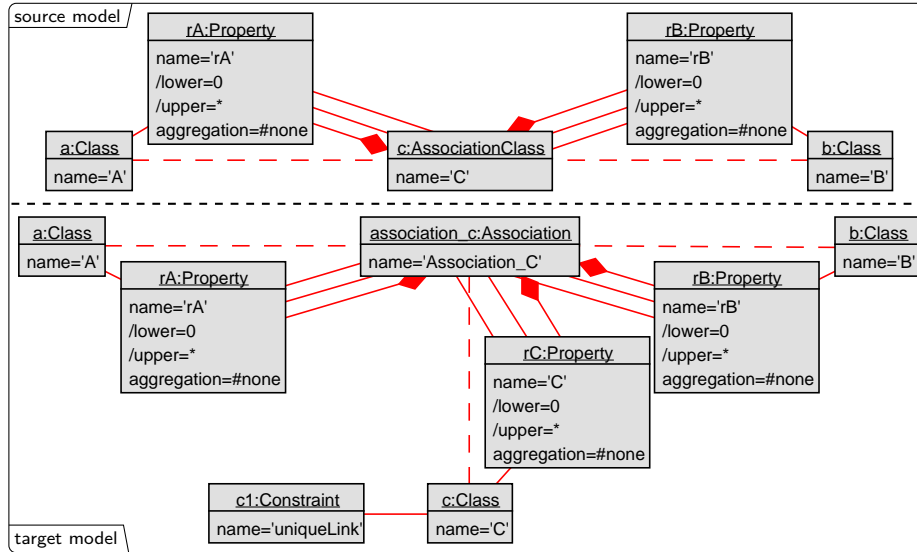 source model
rA:Property
name='rA'
/lower=0
/upper=*
aggregation=#none
rB:Property
name='rB'
/lower=0
/upper=*
aggregation=#none
a:Class
name='A'
c:AssociationClass
name='C'
b:Class
name='B'
a:Class
name='A'
association_c:Association
name='Association_C'
b:Class
name='B'
rA:Property
name='rA'
/lower=0
/upper=*
aggregation=#none
rB:Property
name='rB'
/lower=0
/upper=*
aggregation=#none
rC:Property
name='C'
/lower=0
/upper=*
aggregation=#none
c1:Constraint
name='uniqueLink'
c:Class
name='C'
target model